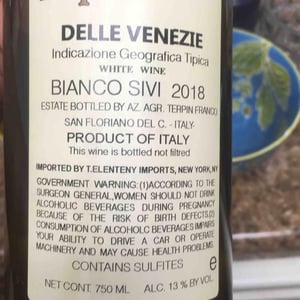 DELLE VENEZIE
Indicazione Geografica Tipica
WHITE WINE
BIANCO SIVI 2018
ESTATE BOTTLED BY AZ. AGR. TERPIN FRANCO
SAN FLORIANO DEL C. - ITALY-
PRODUCT OF ITALY
This wine is bottled not filtred
IMPORTED BY T.ELENTENY IMPORTS, NEW YORK, NY
GOVERNMENT WARNING:(1)ACCORDING TO THE
SURGEON GENERAL,WOMEN SHOULD NOT DRINK
ALCOHOLIC BEVERAGES DURING PREGNANCY
BECAUSE OF THE RISK OF BIRTH DEFECTS.(2)
CONSUMPTION OF ALCOHOLC BEVERAGES IMPAIRS
YOUR ABILITY TO DRIVE A CAR OR OPERATE
MACHINERY AND MAY CAUSE HEALTH PROBLEMS.
CONTAINS SULFITES e
NET CONT. 750 ML ALC. 13 % BY VOL.